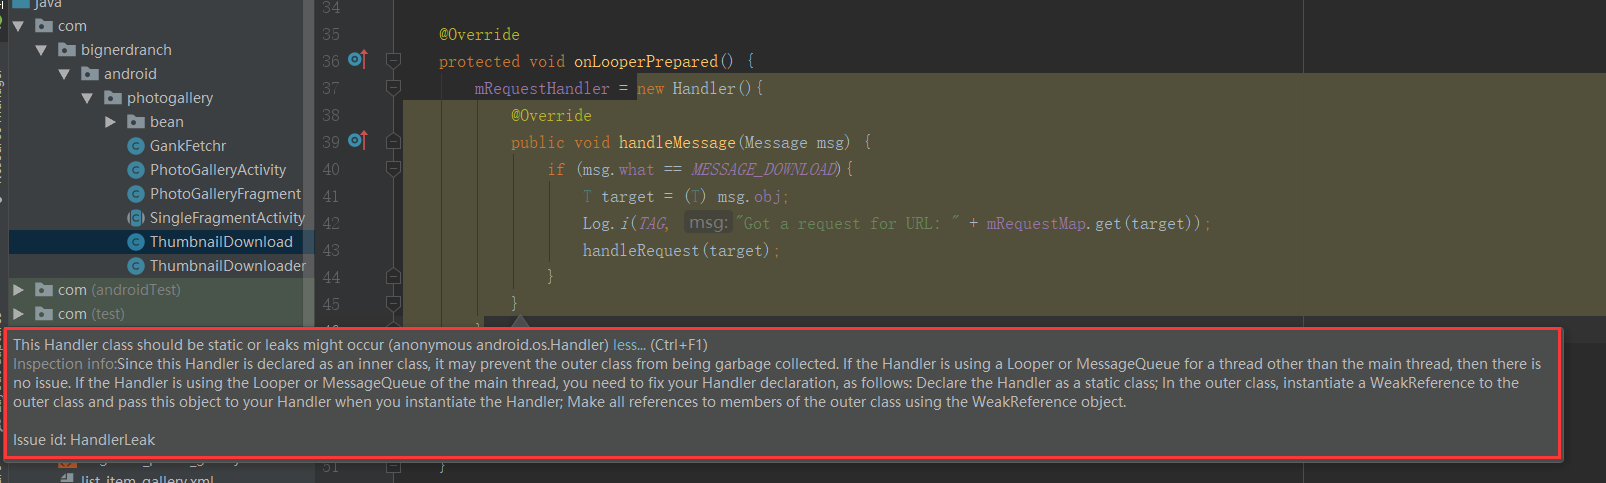 java
com
bignerdranch
android
photogallery
bean
GankFetchr
PhotoGalleryActivity
PhotoGalleryFragment
SingleFragmentActivity
ThumbnailDownload
ThumbnailDownloader
com (androidTest)
com (test)
list_item_gallery.xml
34
35 @Override
36 protected void onLooperPrepared() {
37 mRequestHandler = new Handler(){
38 @Override
39 public void handleMessage(Message msg) {
40 if (msg.what == MESSAGE_DOWNLOAD){
41 T target = (T) msg.obj;
42 Log.i(TAG, msg: "Got a request for URL: " + mRequestMap.get(target));
43 handleRequest(target);
44 }
45 }
This Handler class should be static or leaks might occur (anonymous android.os.Handler) less... (Ctrl+F1)
Inspection info:Since this Handler is declared as an inner class, it may prevent the outer class from being garbage collected. If the Handler is using a Looper or MessageQueue for a thread other than the main thread, then there is
no issue. If the Handler is using the Looper or MessageQueue of the main thread, you need to fix your Handler declaration, as follows: Declare the Handler as a static class; In the outer class, instantiate a WeakReference to the
outer class and pass this object to your Handler when you instantiate the Handler; Make all references to members of the outer class using the WeakReference object.
Issue id: HandlerLeak
51 }